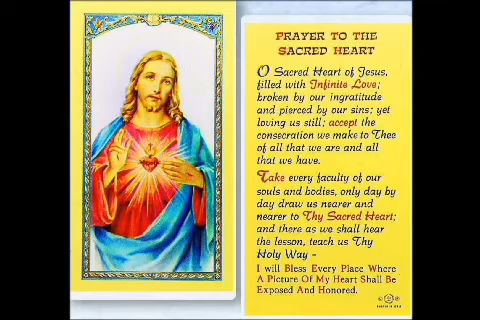 PRAYER TO THE
SACRED HEART
O Sacred Heart of Jesus,
filled with Infinite Love;
broken by our ingratitude
and pierced by our sins; yet
loving us still; accept the
consecration we make to Thee
of all that we are and all
that we have.
Take every faculty of our
souls and bodies, only day by
day draw us nearer and
nearer to Thy Sacred Heart;
and there as we shall hear
the lesson, teach us Thy
Holy Way -
I will Bless Every Place Where
A Picture Of My Heart Shall Be
Exposed And Honored.